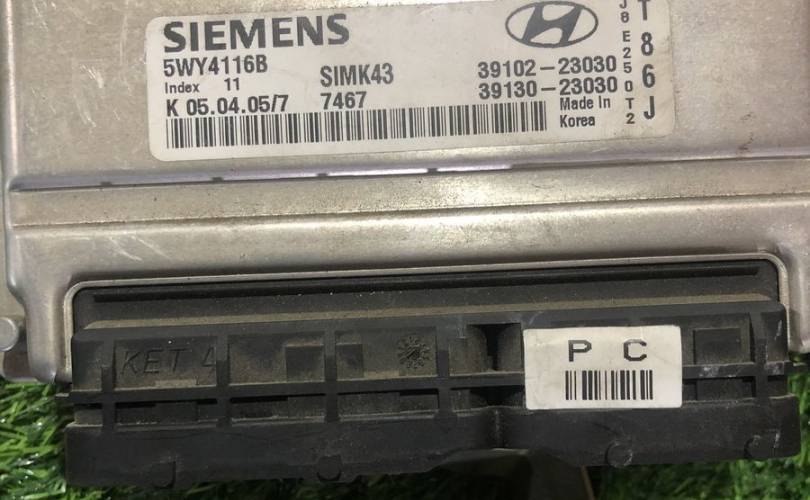 SIEMENS
5WY4116B
Index 11
SIMK43
39102-23030
K 05.04.05/7 7467
39130-23030
Made In
Korea
J8E250T2
T86J
KET 4
P C